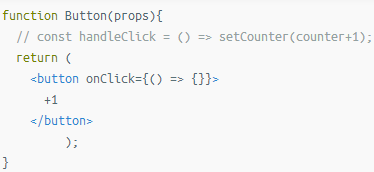 function Button(props){
  // const handleClick = () => setCounter(counter+1);
  return (
    <button onClick={() => {}}>
      +1
    </button>
         );
}